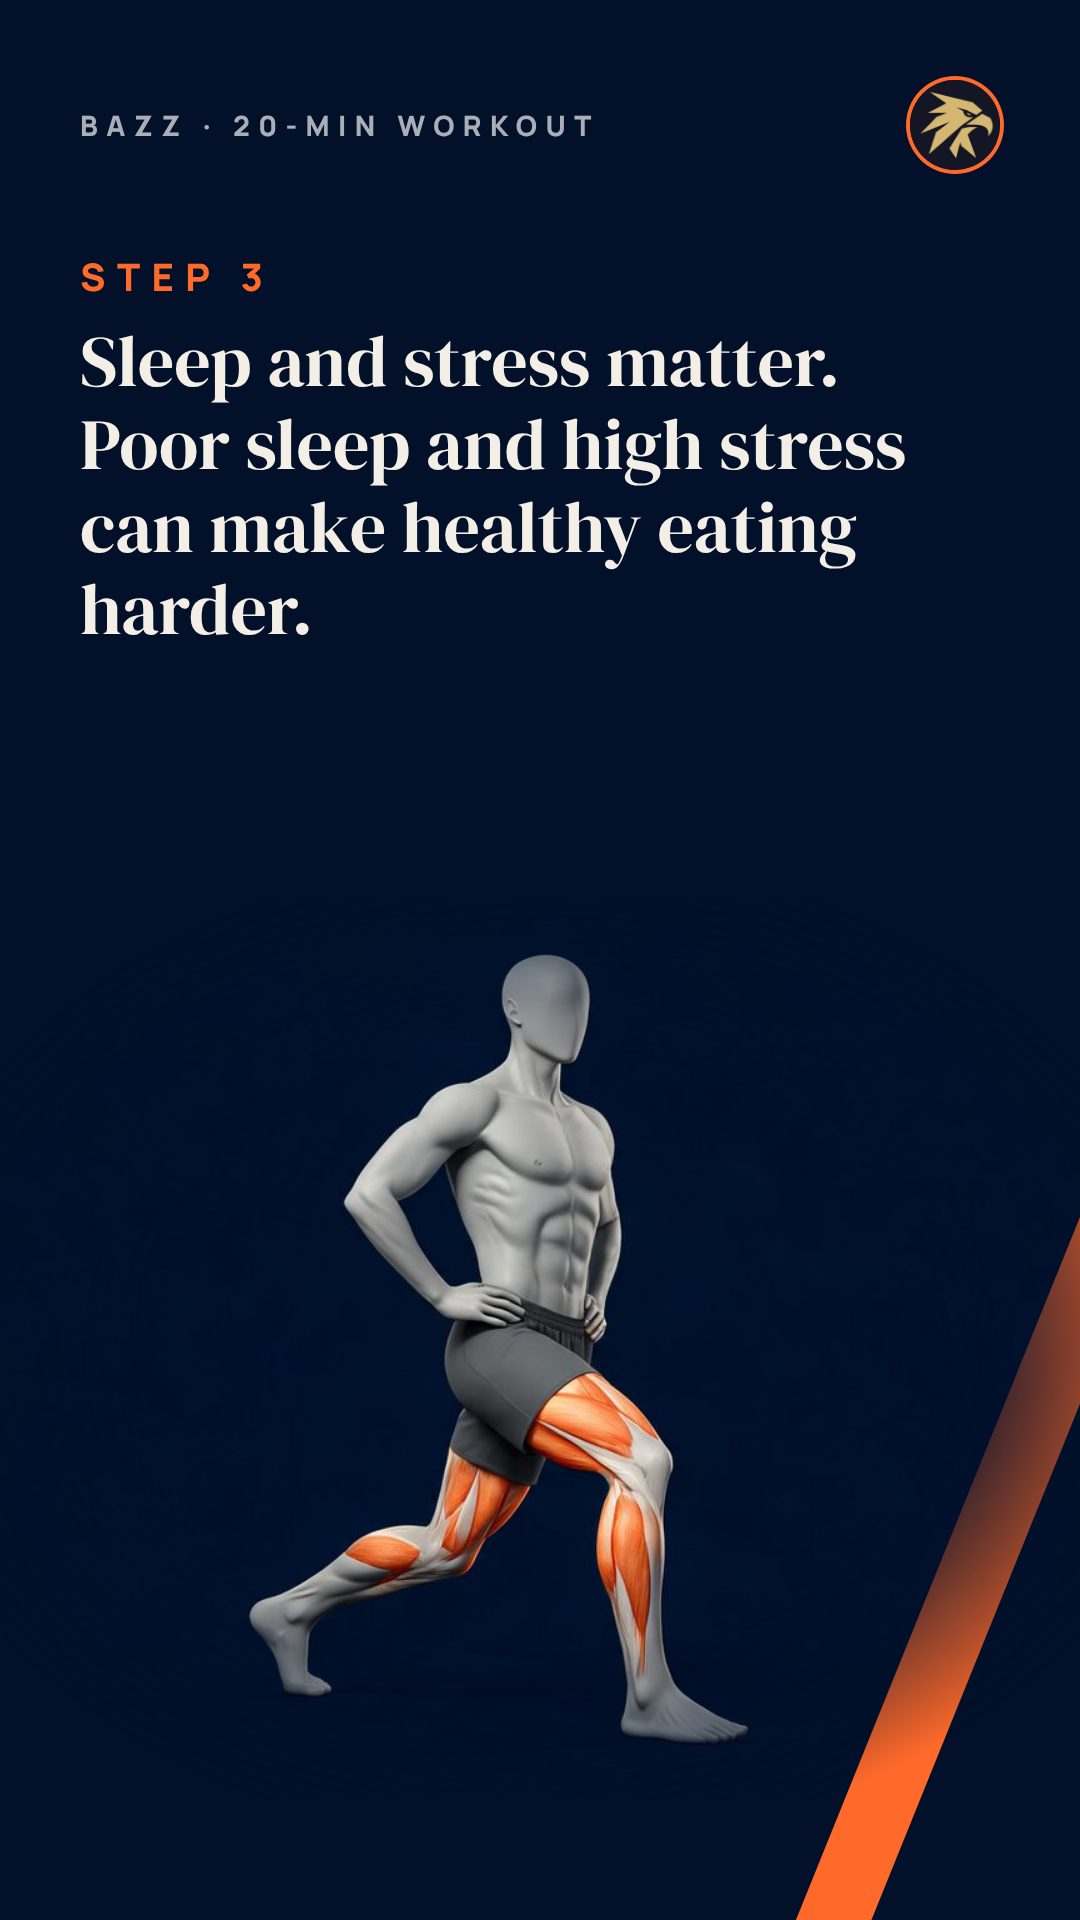 BAZZ · 20-MIN WORKOUT
STEP 3
Sleep and stress matter.
Poor sleep and high stress
can make healthy eating
harder.